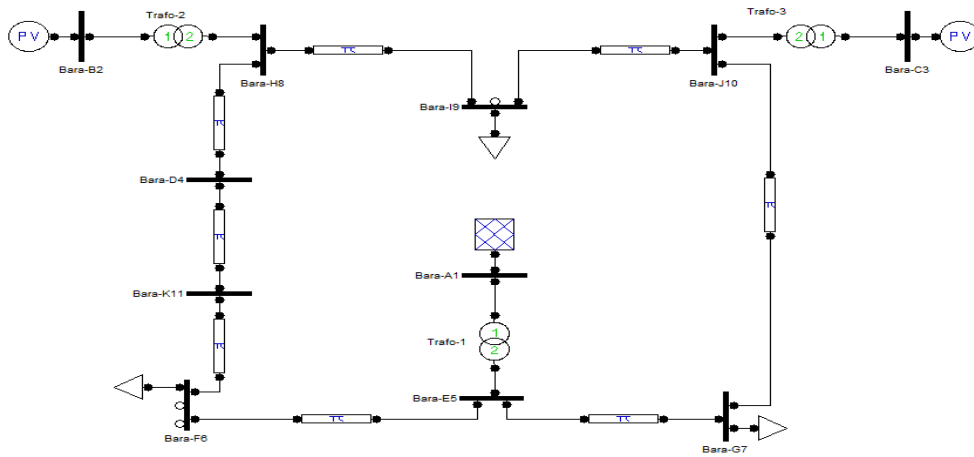 Trafo-2
Trafo-3
PV
1 2
2 1
PV
Bara-B2
Bara-H8
π
π
Bara-J10
Bara-C3
Bara-I9
π
Bara-D4
π
π
Bara-A1
Bara-K11
1
Trafo-1
2
π
Bara-E5
π
π
Bara-F6
Bara-G7